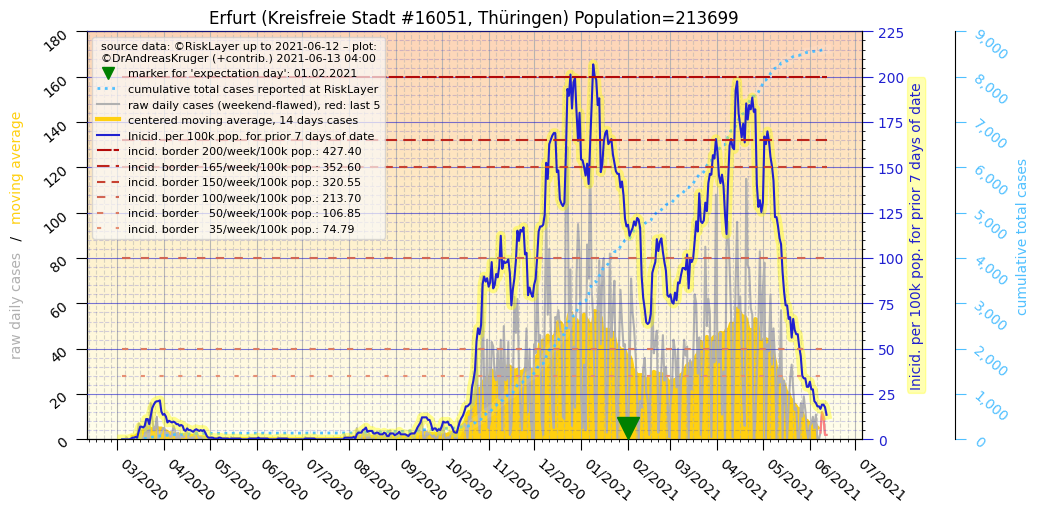 Erfurt (Kreisfreie Stadt #16051, Thüringen) Population=213699
source data: ©RiskLayer up to 2021-06-12 – plot:
©DrAndreasKruger (+contrib.) 2021-06-13 04:00
marker for 'expectation day': 01.02.2021
cumulative total cases reported at RiskLayer
raw daily cases (weekend-flawed), red: last 5
centered moving average, 14 days cases
Inicid. per 100k pop. for prior 7 days of date
incid. border 200/week/100k pop.: 427.40
incid. border 165/week/100k pop.: 352.60
incid. border 150/week/100k pop.: 320.55
incid. border 100/week/100k pop.: 213.70
incid. border   50/week/100k pop.: 106.85
incid. border   35/week/100k pop.: 74.79
raw daily cases / moving average
180
160
140
120
100
80
60
40
20
0
225
200
175
150
125
100
75
50
25
0
Inicid. per 100k pop. for prior 7 days of date
9,000
8,000
7,000
6,000
5,000
4,000
3,000
2,000
1,000
0
cumulative total cases
03/2020
04/2020
05/2020
06/2020
07/2020
08/2020
09/2020
10/2020
11/2020
12/2020
01/2021
02/2021
03/2021
04/2021
05/2021
06/2021
07/2021